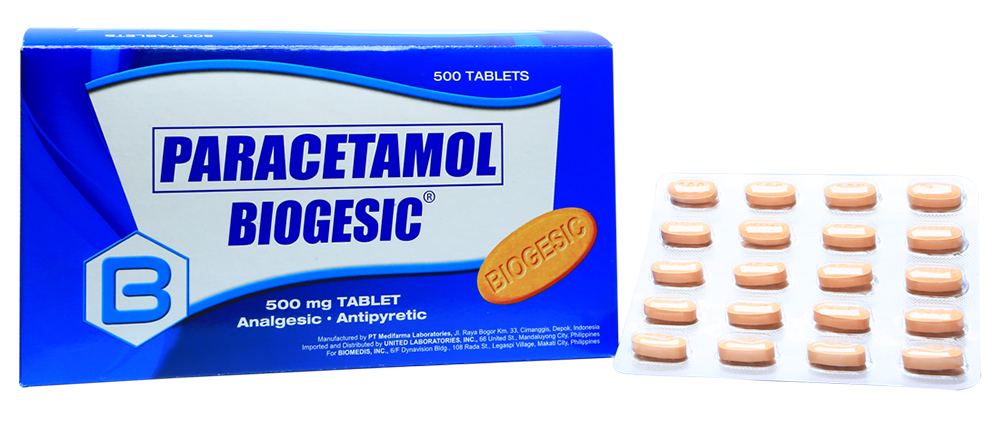 500 TABLETS
500 TABLETS
PARACETAMOL
BIOGESIC®
BIOGESIC
B
500 mg TABLET
Analgesic • Antipyretic
Manufactured by PT Medifarma Laboratories, Jl. Raya Bogor Km. 33, Cimanggis, Depok, Indonesia
Imported and Distributed by UNITED LABORATORIES, INC., 66 United St., Mandaluyong City, Philippines
For BIOMEDIS, INC., 6/F Dynavision Bldg., 108 Rada St., Legaspi Village, Makati City, Philippines